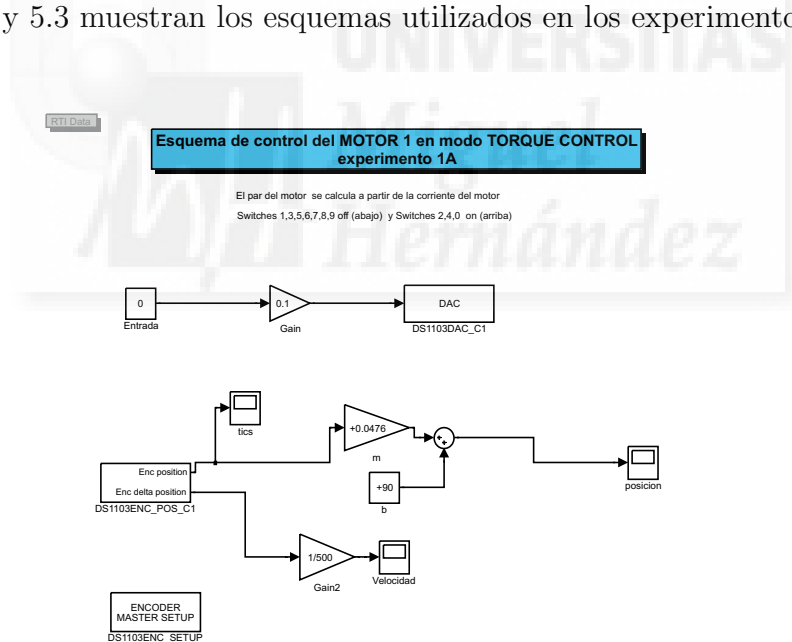 y 5.3 muestran los esquemas utilizados en los experimento
UNIVERSITAS
Miguel
Hernández
RTI Data
Esquema de control del MOTOR 1 en modo TORQUE CONTROL
experimento 1A
El par del motor se calcula a partir de la corriente del motor
Switches 1,3,5,6,7,8,9 off (abajo) y Switches 2,4,0 on (arriba)
0
Entrada
0.1
Gain
DAC
DS1103DAC_C1
tics
+0.0476
m
+90
b
posicion
Enc position
Enc delta position
DS1103ENC_POS_C1
1/500
Gain2
Velocidad
ENCODER
MASTER SETUP
DS1103ENC_SETUP